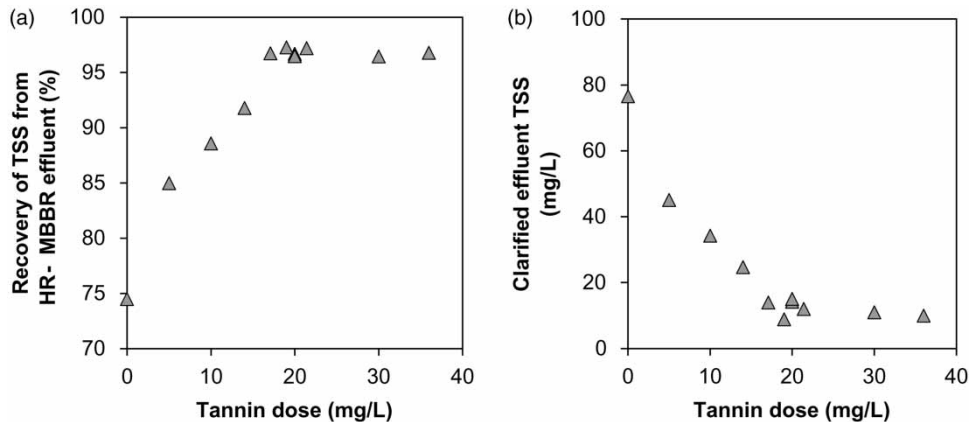 (a)
100
95
90
85
80
75
70
0
10
20
30
40
Recovery of TSS from
HR- MBBR effluent (%)
Tannin dose (mg/L)
(b)
100
80
60
40
20
0
0
10
20
30
40
Clarified effluent TSS
(mg/L)
Tannin dose (mg/L)